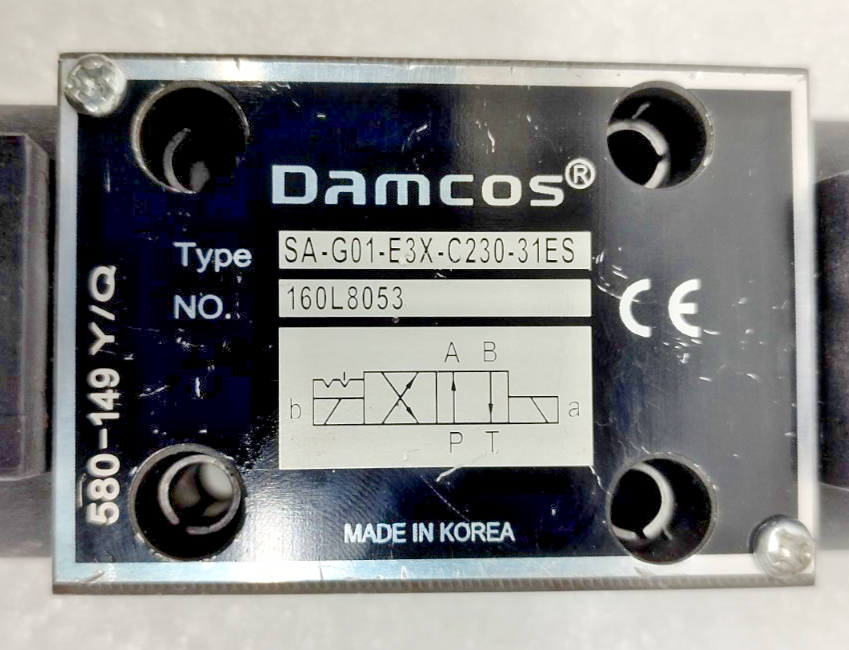 Damcos®
Type SA-G01-E3X-C230-31ES
NO. 160L8053
A B
b a
P T
CE
MADE IN KOREA
580-149 Y/Q